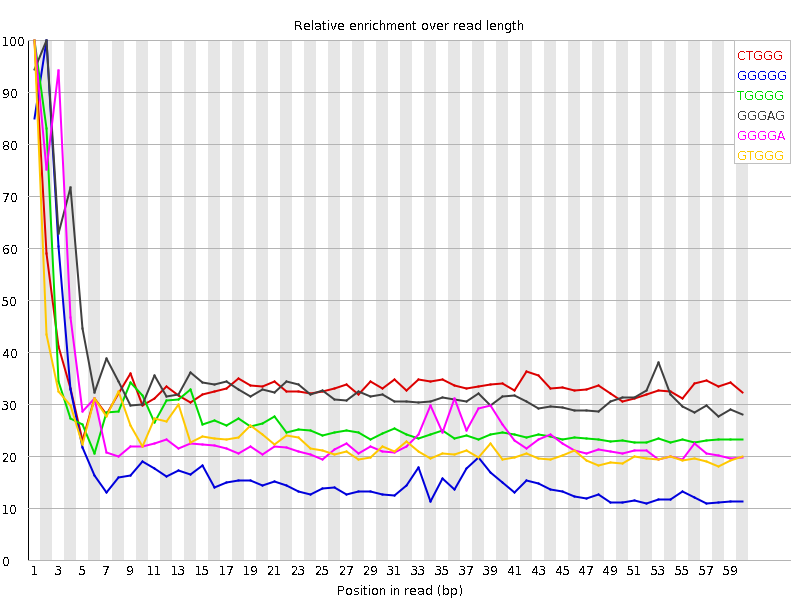 Relative enrichment over read length
100
90
80
70
60
50
40
30
20
10
0
CTGGG
GGGGG
TGGGG
GGGAG
GGGGA
GTGGG
1 3 5 7 9 11 13 15 17 19 21 23 25 27 29 31 33 35 37 39 41 43 45 47 49 51 53 55 57 59
Position in read (bp)